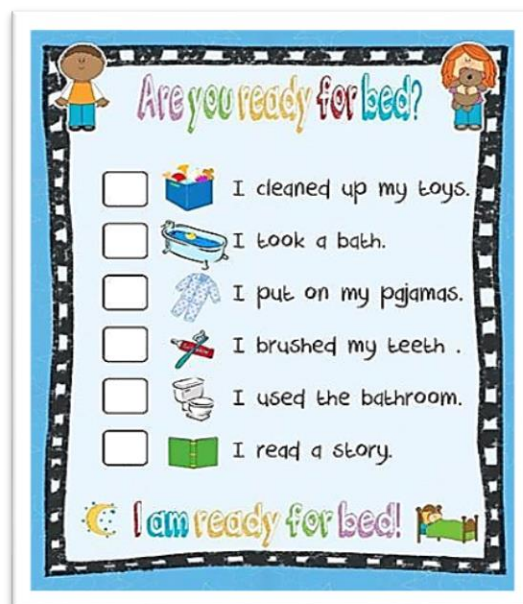 Are you ready for bed?
I cleaned up my toys.
I took a bath.
I put on my pajamas.
I brushed my teeth .
I used the bathroom.
I read a story.
I am ready for bed!